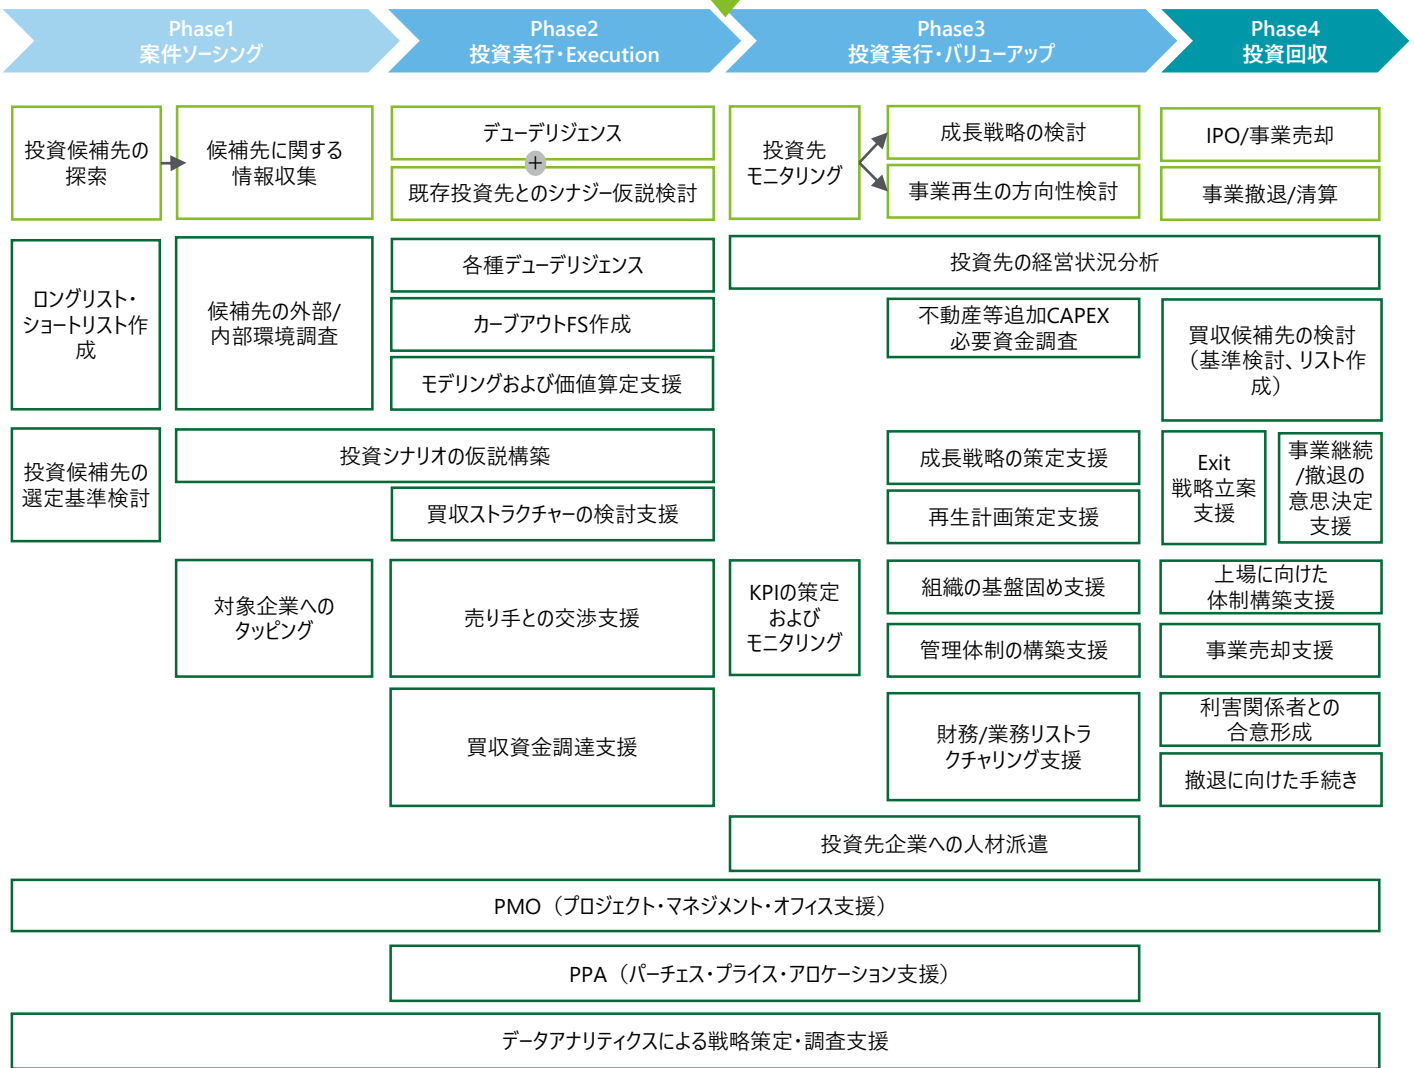 Phase1
案件ソーシング
Phase2
投資実行・Execution
Phase3
投資実行・バリューアップ
Phase4
投資回収
投資候補先の
探索
候補先に関する
情報収集
デューデリジェンス
+
既存投資先とのシナジー仮説検討
投資先
モニタリング
成長戦略の検討
事業再生の方向性検討
IPO/事業売却
事業撤退/清算
ロングリスト・
ショートリスト作
成
候補先の外部/
内部環境調査
各種デューデリジェンス
カーブアウトFS作成
モデリングおよび価値算定支援
投資先の経営状況分析
不動産等追加CAPEX
必要資金調査
買収候補先の検討
（基準検討、リスト作
成）
投資候補先の
選定基準検討
投資シナリオの仮説構築
買収ストラクチャーの検討支援
成長戦略の策定支援
再生計画策定支援
Exit
戦略立案
支援
事業継続
/撤退の
意思決定
支援
対象企業への
タッピング
売り手との交渉支援
KPIの策定
および
モニタリング
組織の基盤固め支援
管理体制の構築支援
上場に向けた
体制構築支援
事業売却支援
買収資金調達支援
財務/業務リストラ
クチャリング支援
利害関係者との
合意形成
撤退に向けた手続き
投資先企業への人材派遣
PMO（プロジェクト・マネジメント・オフィス支援）
PPA（パーチェス・プライス・アロケーション支援）
データアナリティクスによる戦略策定・調査支援